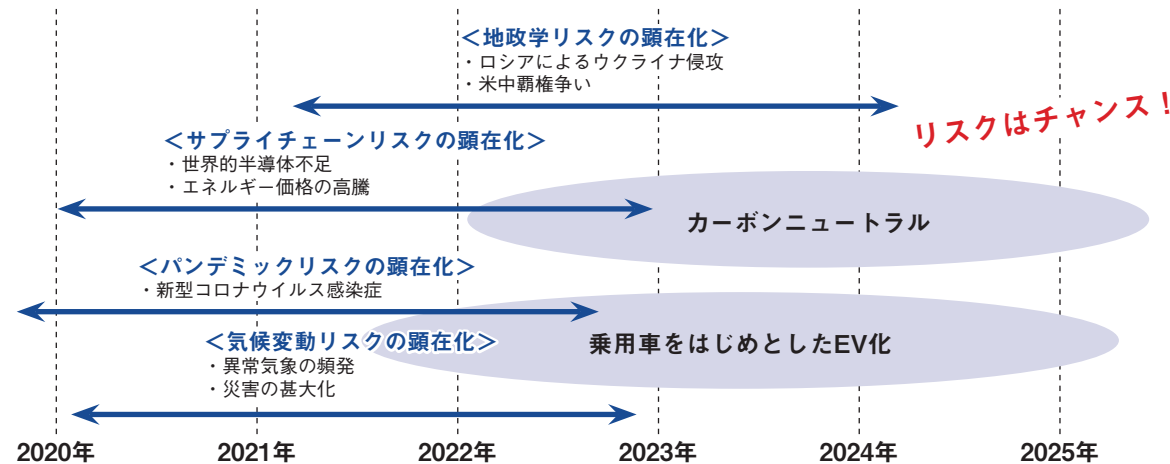 ＜地政学リスクの顕在化＞
・ロシアによるウクライナ侵攻
・米中覇権争い
リスクはチャンス！
＜サプライチェーンリスクの顕在化＞
・世界的半導体不足
・エネルギー価格の高騰
カーボンニュートラル
＜パンデミックリスクの顕在化＞
・新型コロナウイルス感染症
＜気候変動リスクの顕在化＞
・異常気象の頻発
・災害の甚大化
乗用車をはじめとしたEV化
2020年 2021年 2022年 2023年 2024年 2025年